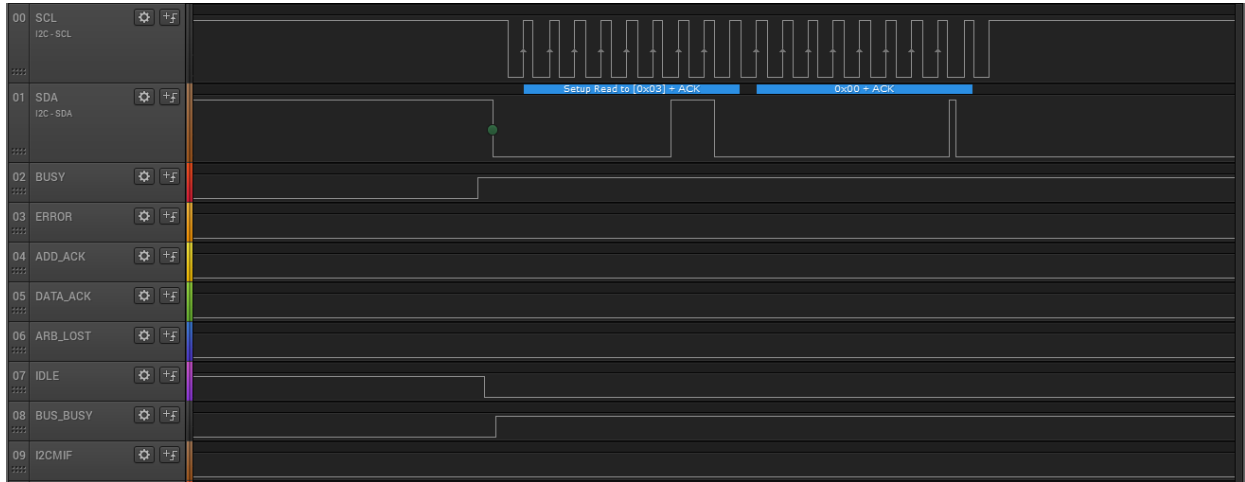 00 SCL
I2C - SCL
Setup Read to [0x03] + ACK 0x00 + ACK
01 SDA
I2C - SDA
02 BUSY
03 ERROR
04 ADD_ACK
05 DATA_ACK
06 ARB_LOST
07 IDLE
08 BUS_BUSY
09 I2CMIF